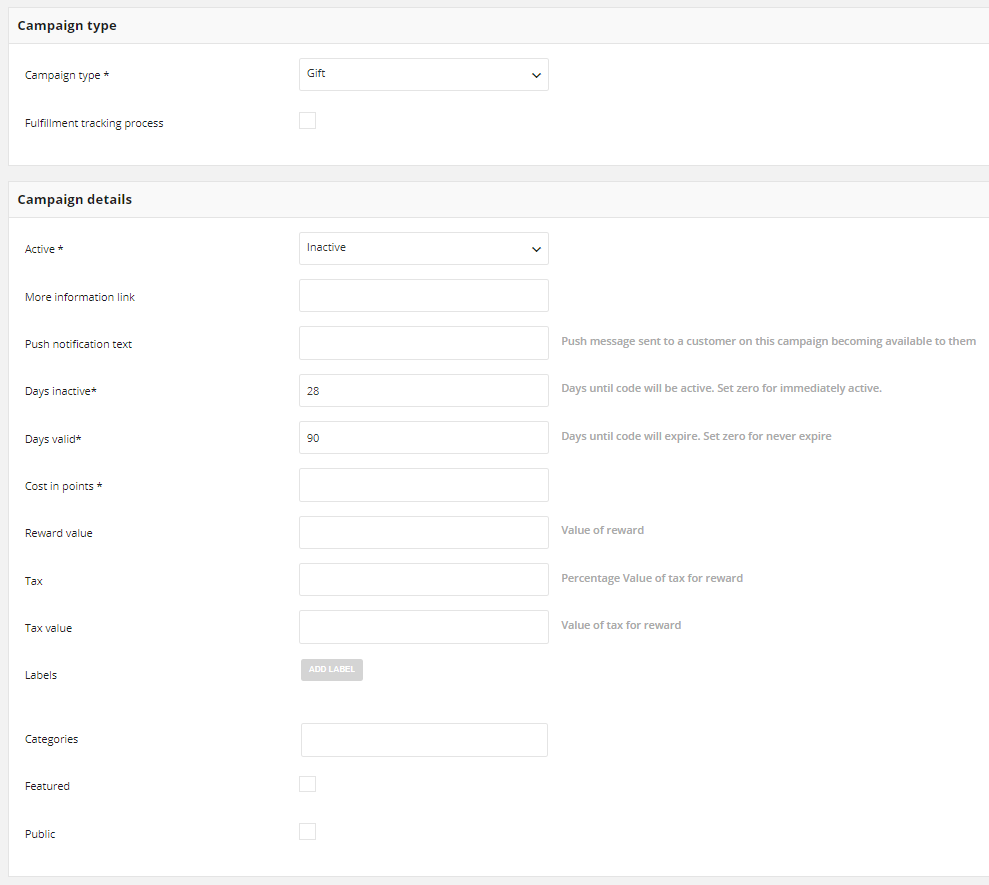 Campaign type
Campaign type *
Gift
Fulfillment tracking process
Campaign details
Active *
Inactive
More information link
Push notification text
Push message sent to a customer on this campaign becoming available to them
Days inactive*
28
Days until code will be active. Set zero for immediately active.
Days valid*
90
Days until code will expire. Set zero for never expire
Cost in points *
Reward value
Value of reward
Tax
Percentage Value of tax for reward
Tax value
Value of tax for reward
Labels
ADD LABEL
Categories
Featured
Public